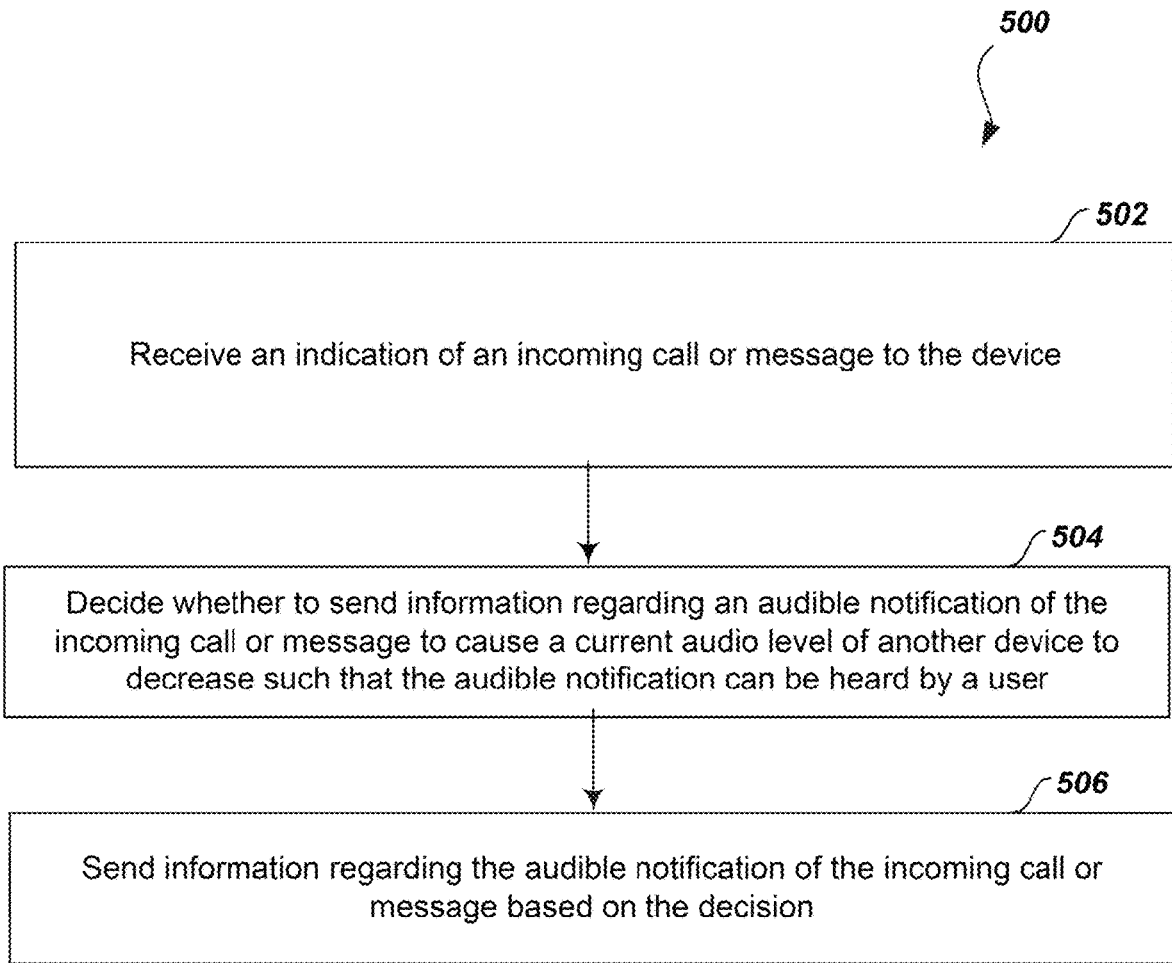 500
502
Receive an indication of an incoming call or message to the device
504
Decide whether to send information regarding an audible notification of the
incoming call or message to cause a current audio level of another device to
decrease such that the audible notification can be heard by a user
506
Send information regarding the audible notification of the incoming call or
message based on the decision